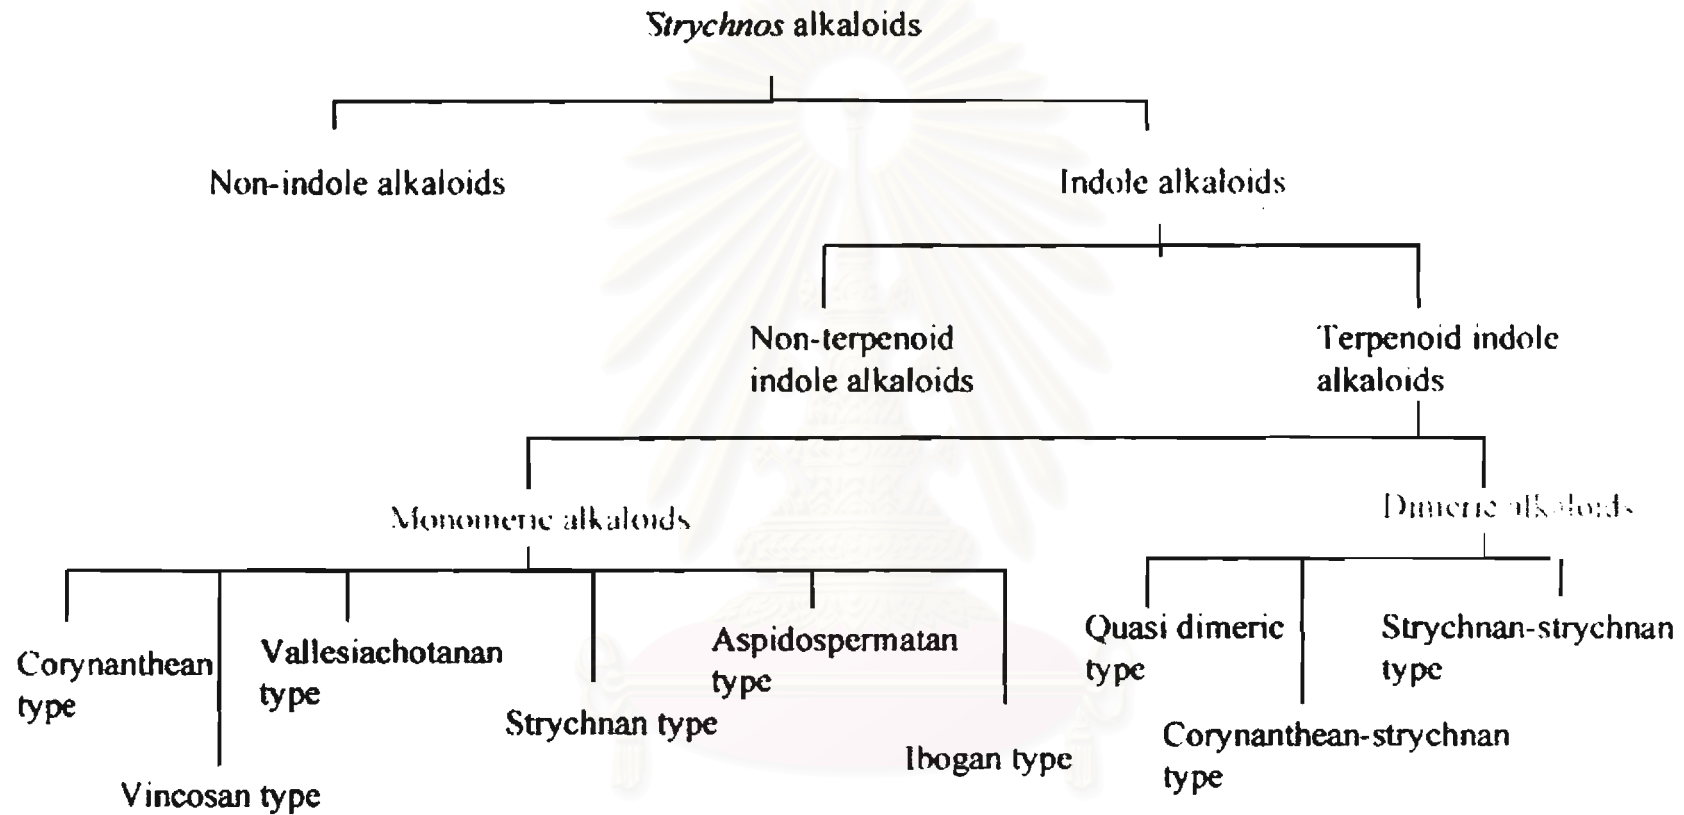 Strychnos alkaloids
Non-indole alkaloids
Indole alkaloids
Non-terpenoid
indole alkaloids
Terpenoid indole
alkaloids
Monomeric alkaloids
Dimeric alkaloids
Corynanthean
type
Vincosan type
Vallesiachotanan
type
Strychnan type
Aspidospermatan
type
Ibogan type
Quasi dimeric
type
Corynanthean-strychnan
type
Strychnan-strychnan
type